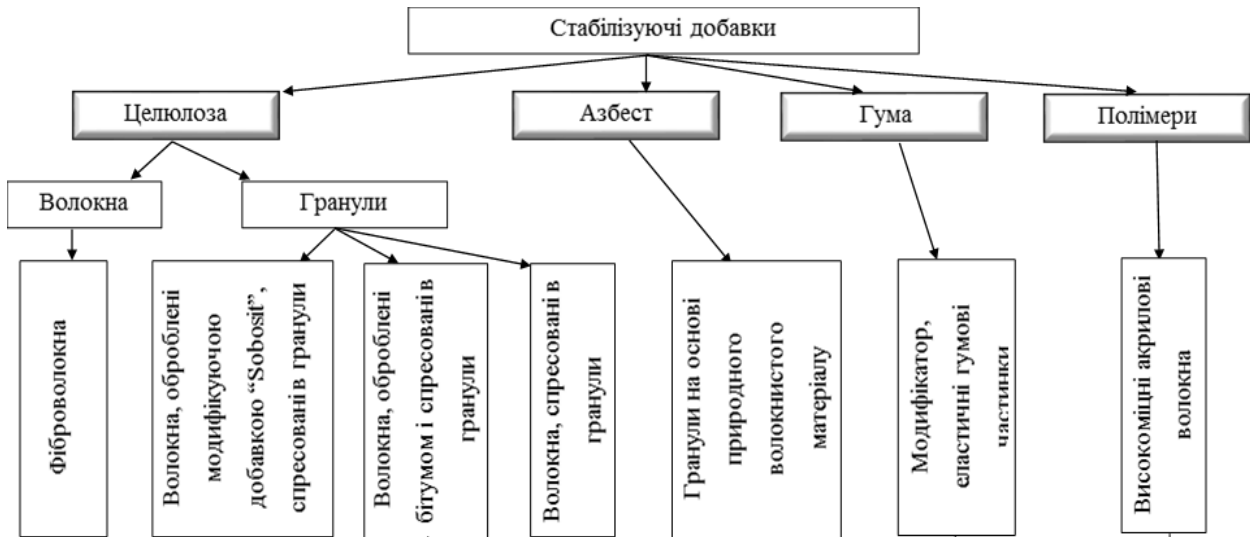 Стабілізуючі добавки
Целюлоза
Азбест
Гума
Полімери
Волокна
Гранули
Фіброволокна
Волокна, оброблені
модифікуючою
добавкою “Sobosit”,
спресовані в гранули
Волокна, оброблені
бітумом і спресовані в
гранули
Волокна, спресовані в
гранули
Гранули на основі
природного
волокнистого
матеріалу
Модифікатор,
еластичні гумові
частинки
Високоміцні акрилові
волокна